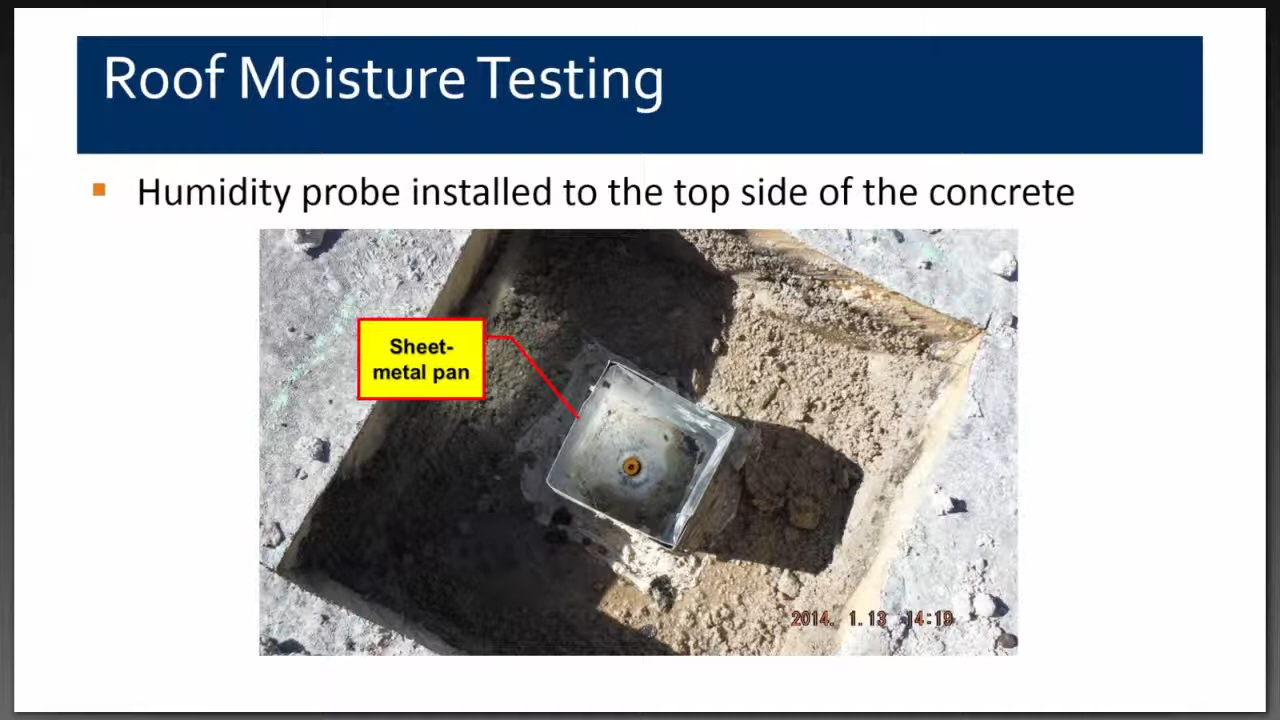 Roof Moisture Testing
Humidity probe installed to the top side of the concrete
Sheet-
metal pan
2014. 1.13 14:19